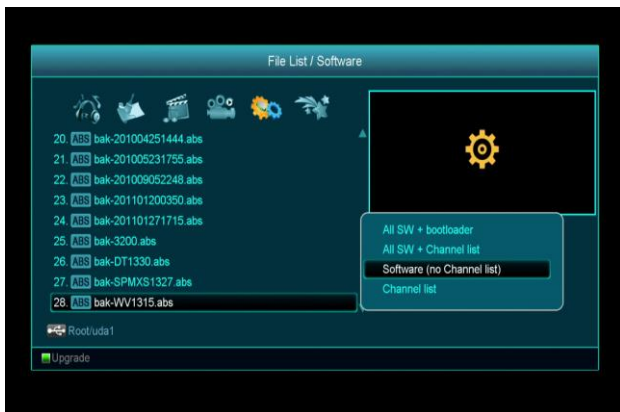 File List / Software
20. ABS bak-201004251444.abs
21. ABS bak-201005231755.abs
22. ABS bak-201009052248.abs
23. ABS bak-201101200350.abs
24. ABS bak-201101271715.abs
25. ABS bak-3200.abs
26. ABS bak-DT1330.abs
27. ABS bak-SPMXS1327.abs
28. ABS bak-WV1315.abs
All SW + bootloader
All SW + Channel list
Software (no Channel list)
Channel list
Root/uda1
Upgrade